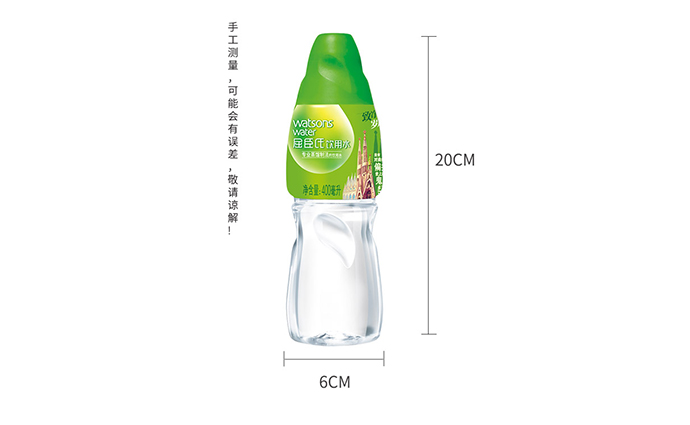 手工测量，可能会有误差，敬请谅解！
watsons
water
屈臣氏饮用水
净含量:400毫升
20CM
6CM